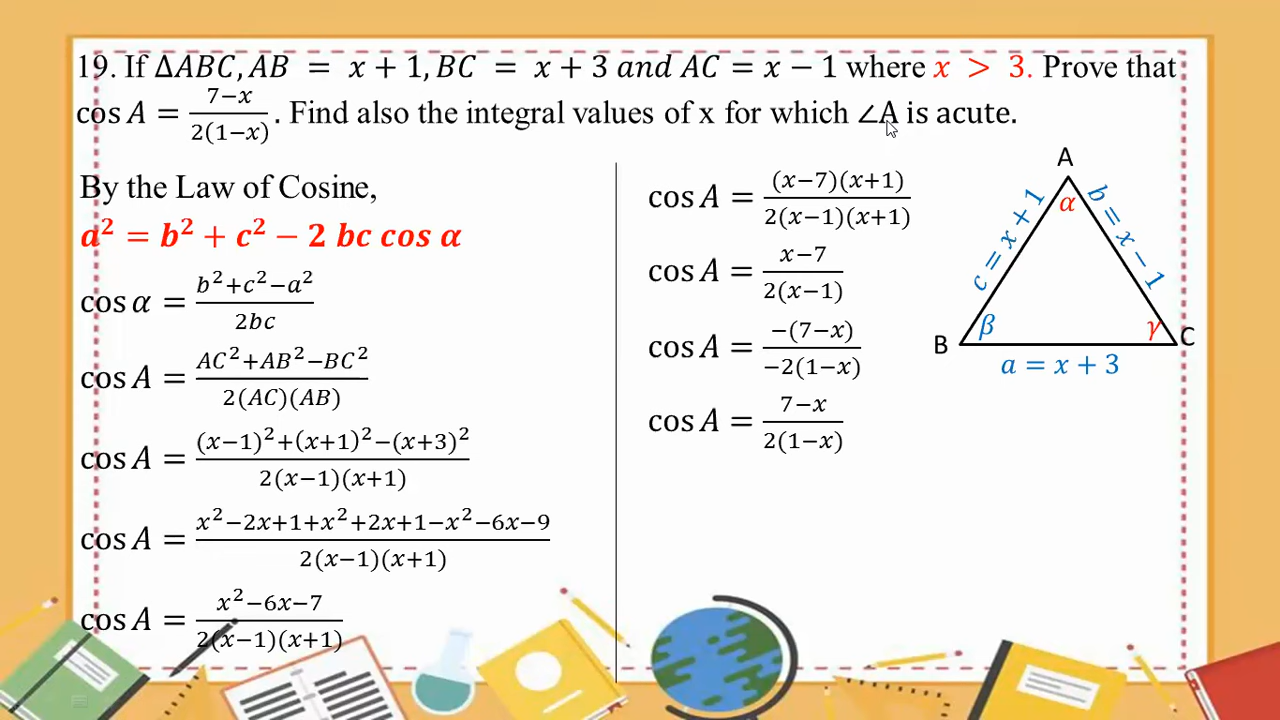 19. If ΔABC, AB = x + 1, BC = x + 3 and AC = x − 1 where x > 3. Prove that
cos A = (7−x)/(2(1−x)). Find also the integral values of x for which ∠A is acute.
By the Law of Cosine,
a² = b² + c² − 2 bc cos α
cos α = (b²+c²−a²)/(2bc)
cos A = (AC²+AB²−BC²)/(2(AC)(AB))
cos A = ((x−1)²+(x+1)²−(x+3)²)/(2(x−1)(x+1))
cos A = (x²−2x+1+x²+2x+1−x²−6x−9)/(2(x−1)(x+1))
cos A = (x²−6x−7)/(2(x−1)(x+1))
cos A = ((x−7)(x+1))/(2(x−1)(x+1))
cos A = (x−7)/(2(x−1))
cos A = (−(7−x))/(−2(1−x))
cos A = (7−x)/(2(1−x))
A
α
c = x + 1
b = x − 1
B
β
γ
C
a = x + 3